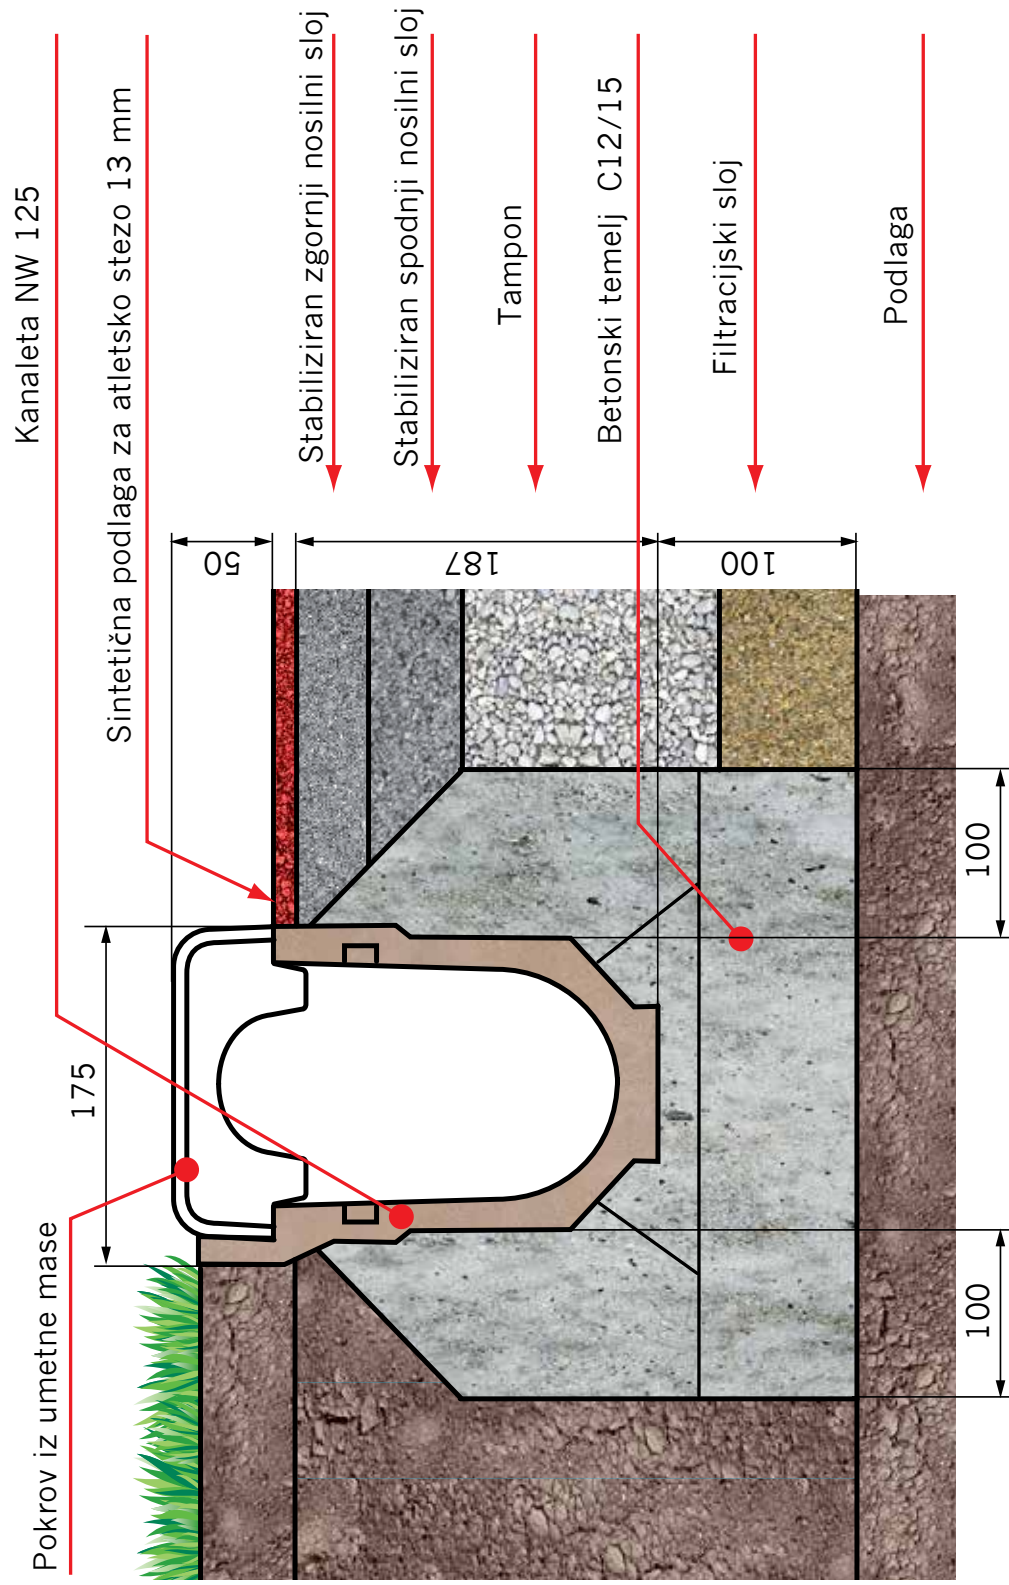 Kanaleta NW 125
Sintetična podlaga za atletsko stezo 13 mm
Stabiliziran zgornji nosilni sloj
Stabiliziran spodnji nosilni sloj
Tampon
Betonski temelj C12/15
Filtracijski sloj
Podlaga
50
187
100
175
100
100
Pokrov iz umetne mase